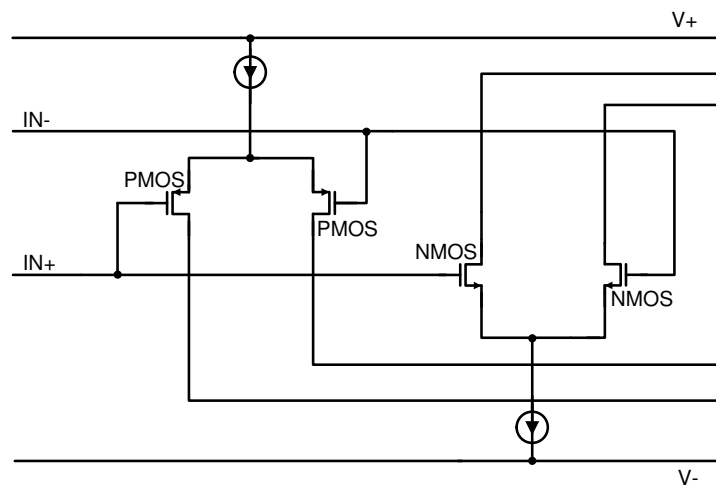 V+
IN-
PMOS
PMOS
NMOS
IN+
NMOS
V-